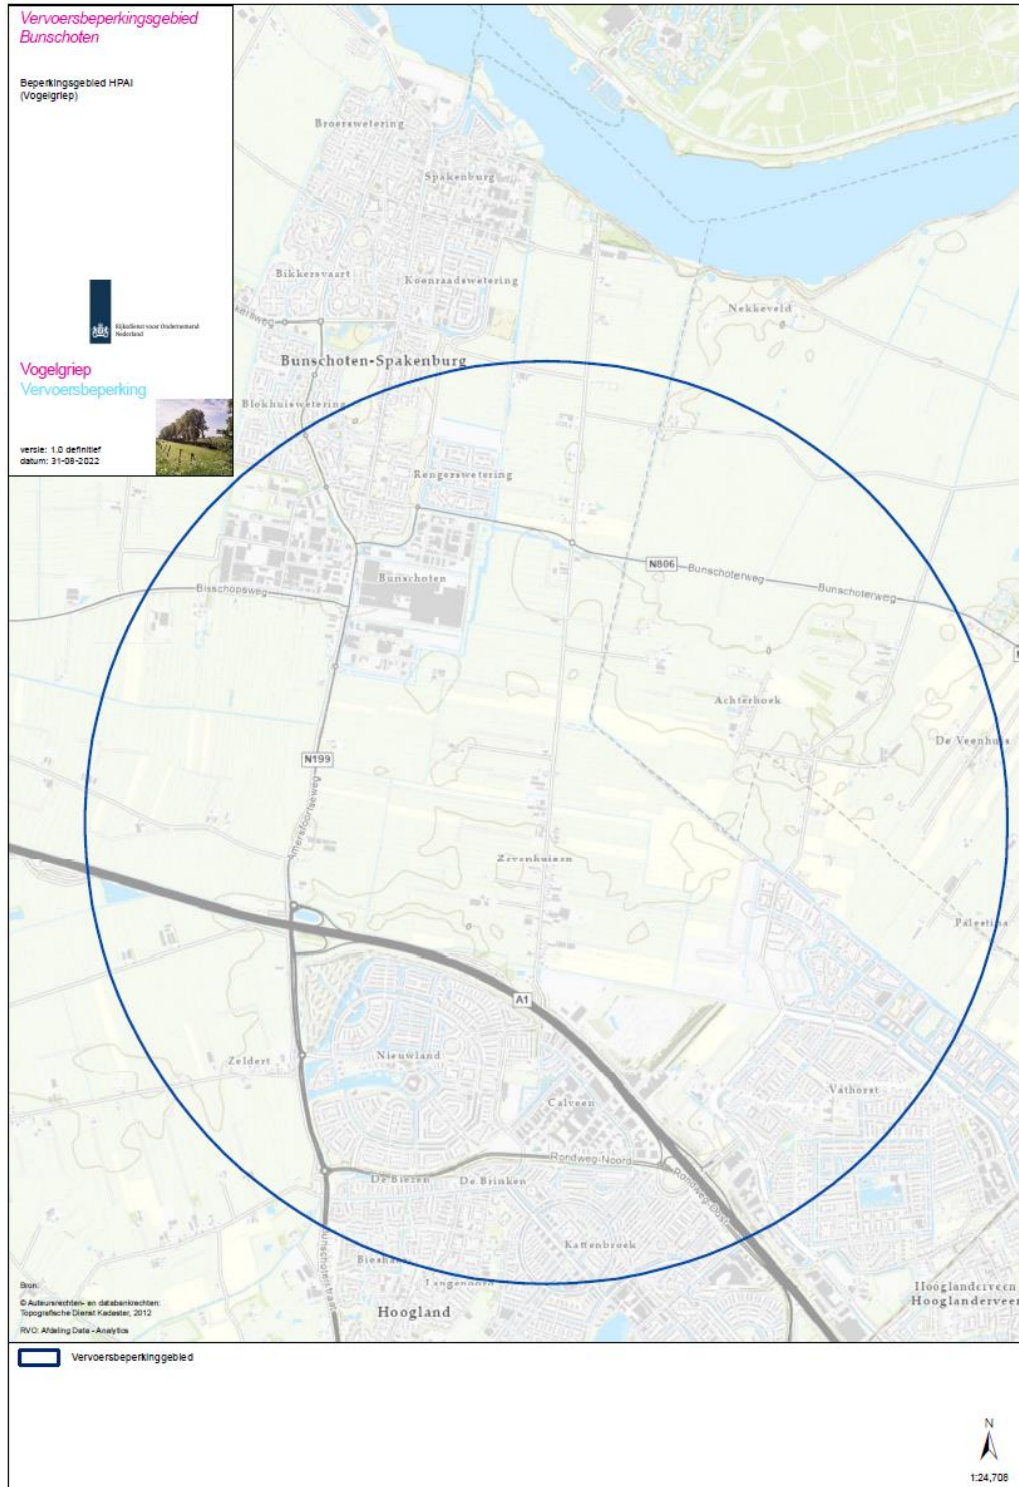 Vervoersbeperkingsgebied
Bunschoten
Beperkingsgebied HPAI
(Vogelgriep)
Rijksdienst voor Ondernemend
Nederland
Vogelgriep
Vervoersbeperking
versie: 1.0 definitief
datum: 31-08-2022
Broerswetering
Spakenburg
Bikkersvaart
Koenraadswetering
Nekkeveld
Bunschoten-Spakenburg
Blokhuiswetering
Rengerswetering
Bunschoten
N806
Bunschoterweg
Bunschoterweg
Bisschopsweg
Achterhoek
De Veenhuis
N199
Amersfoortseweg
Zevenhuizen
Palestina
A1
Zeldert
Nieuwland
Calveen
Vathorst
Rondweg-Noord
Rondweg-Oost
De Biezen
De Brinken
Kattenbroek
Langenoord
Hoogland
Hooglanderveen
Hooglanderveen
Bron:
© Auteursrechten- en databankrechten:
Topografische Dienst Kadaster, 2012
RVO: Afdeling Data - Analytics
Vervoersbeperkinggebied
N
1:24,708